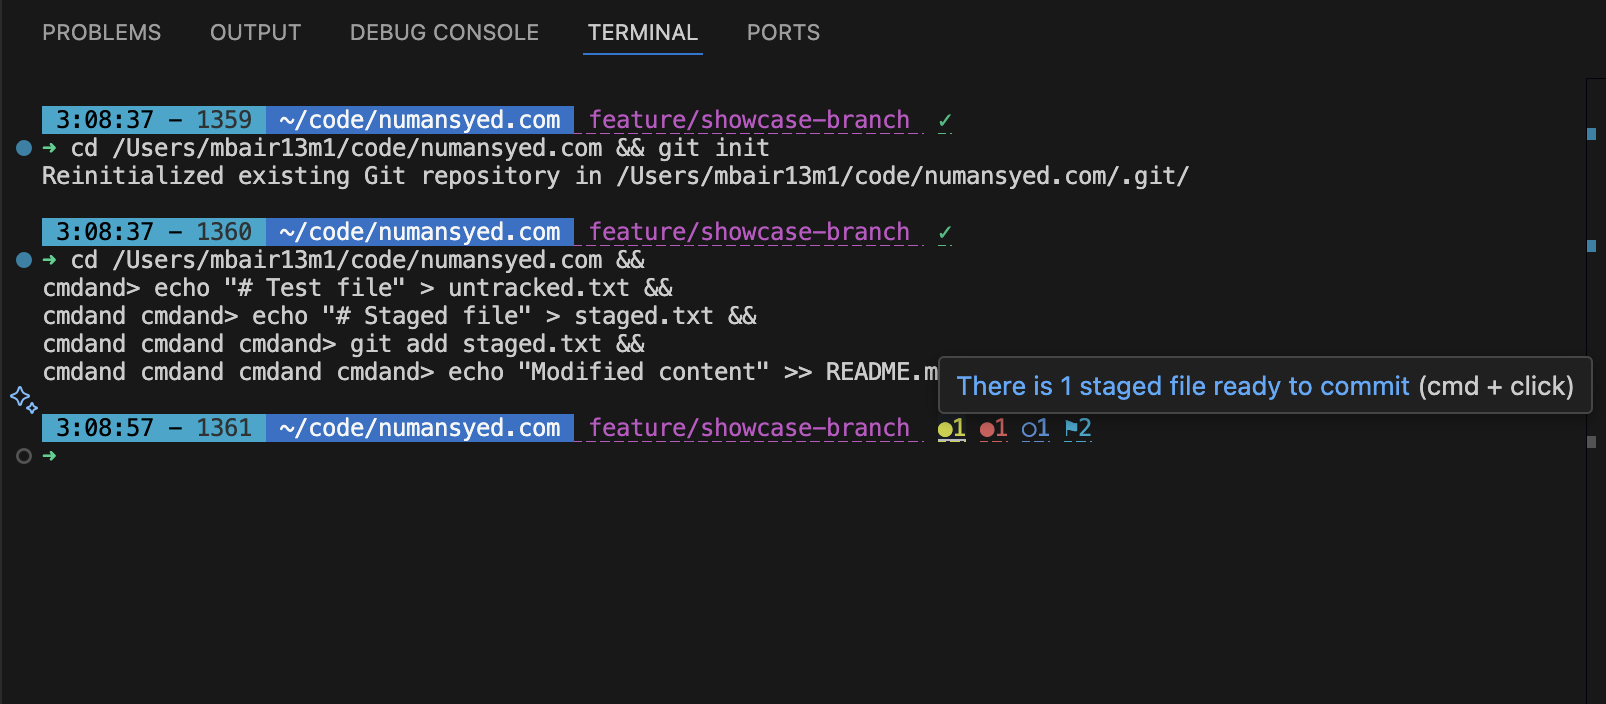 PROBLEMS OUTPUT DEBUG CONSOLE TERMINAL PORTS
3:08:37 – 1359 ~/code/numansyed.com feature/showcase-branch ✓
➜ cd /Users/mbair13m1/code/numansyed.com && git init
Reinitialized existing Git repository in /Users/mbair13m1/code/numansyed.com/.git/
3:08:37 – 1360 ~/code/numansyed.com feature/showcase-branch ✓
➜ cd /Users/mbair13m1/code/numansyed.com &&
cmdand> echo "# Test file" > untracked.txt &&
cmdand cmdand> echo "# Staged file" > staged.txt &&
cmdand cmdand cmdand> git add staged.txt &&
cmdand cmdand cmdand cmdand> echo "Modified content" >> README.m
There is 1 staged file ready to commit (cmd + click)
3:08:57 – 1361 ~/code/numansyed.com feature/showcase-branch ●1 ●1 ○1 ⚑2
➜